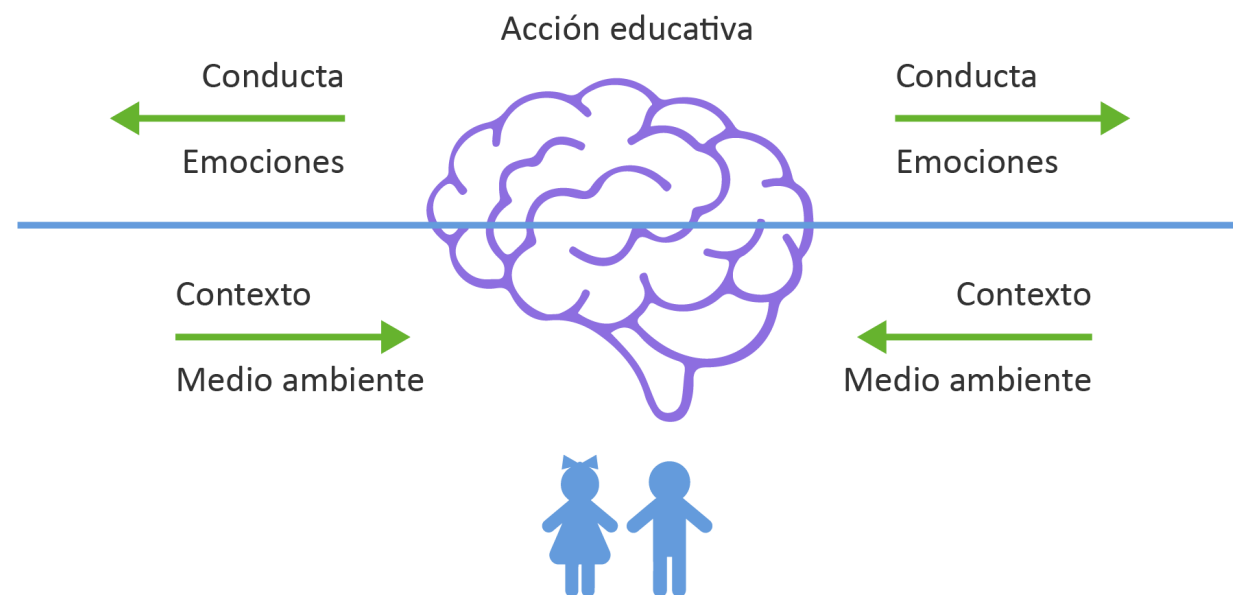 Acción educativa
Conducta
Conducta
Emociones
Emociones
Contexto
Contexto
Medio ambiente
Medio ambiente